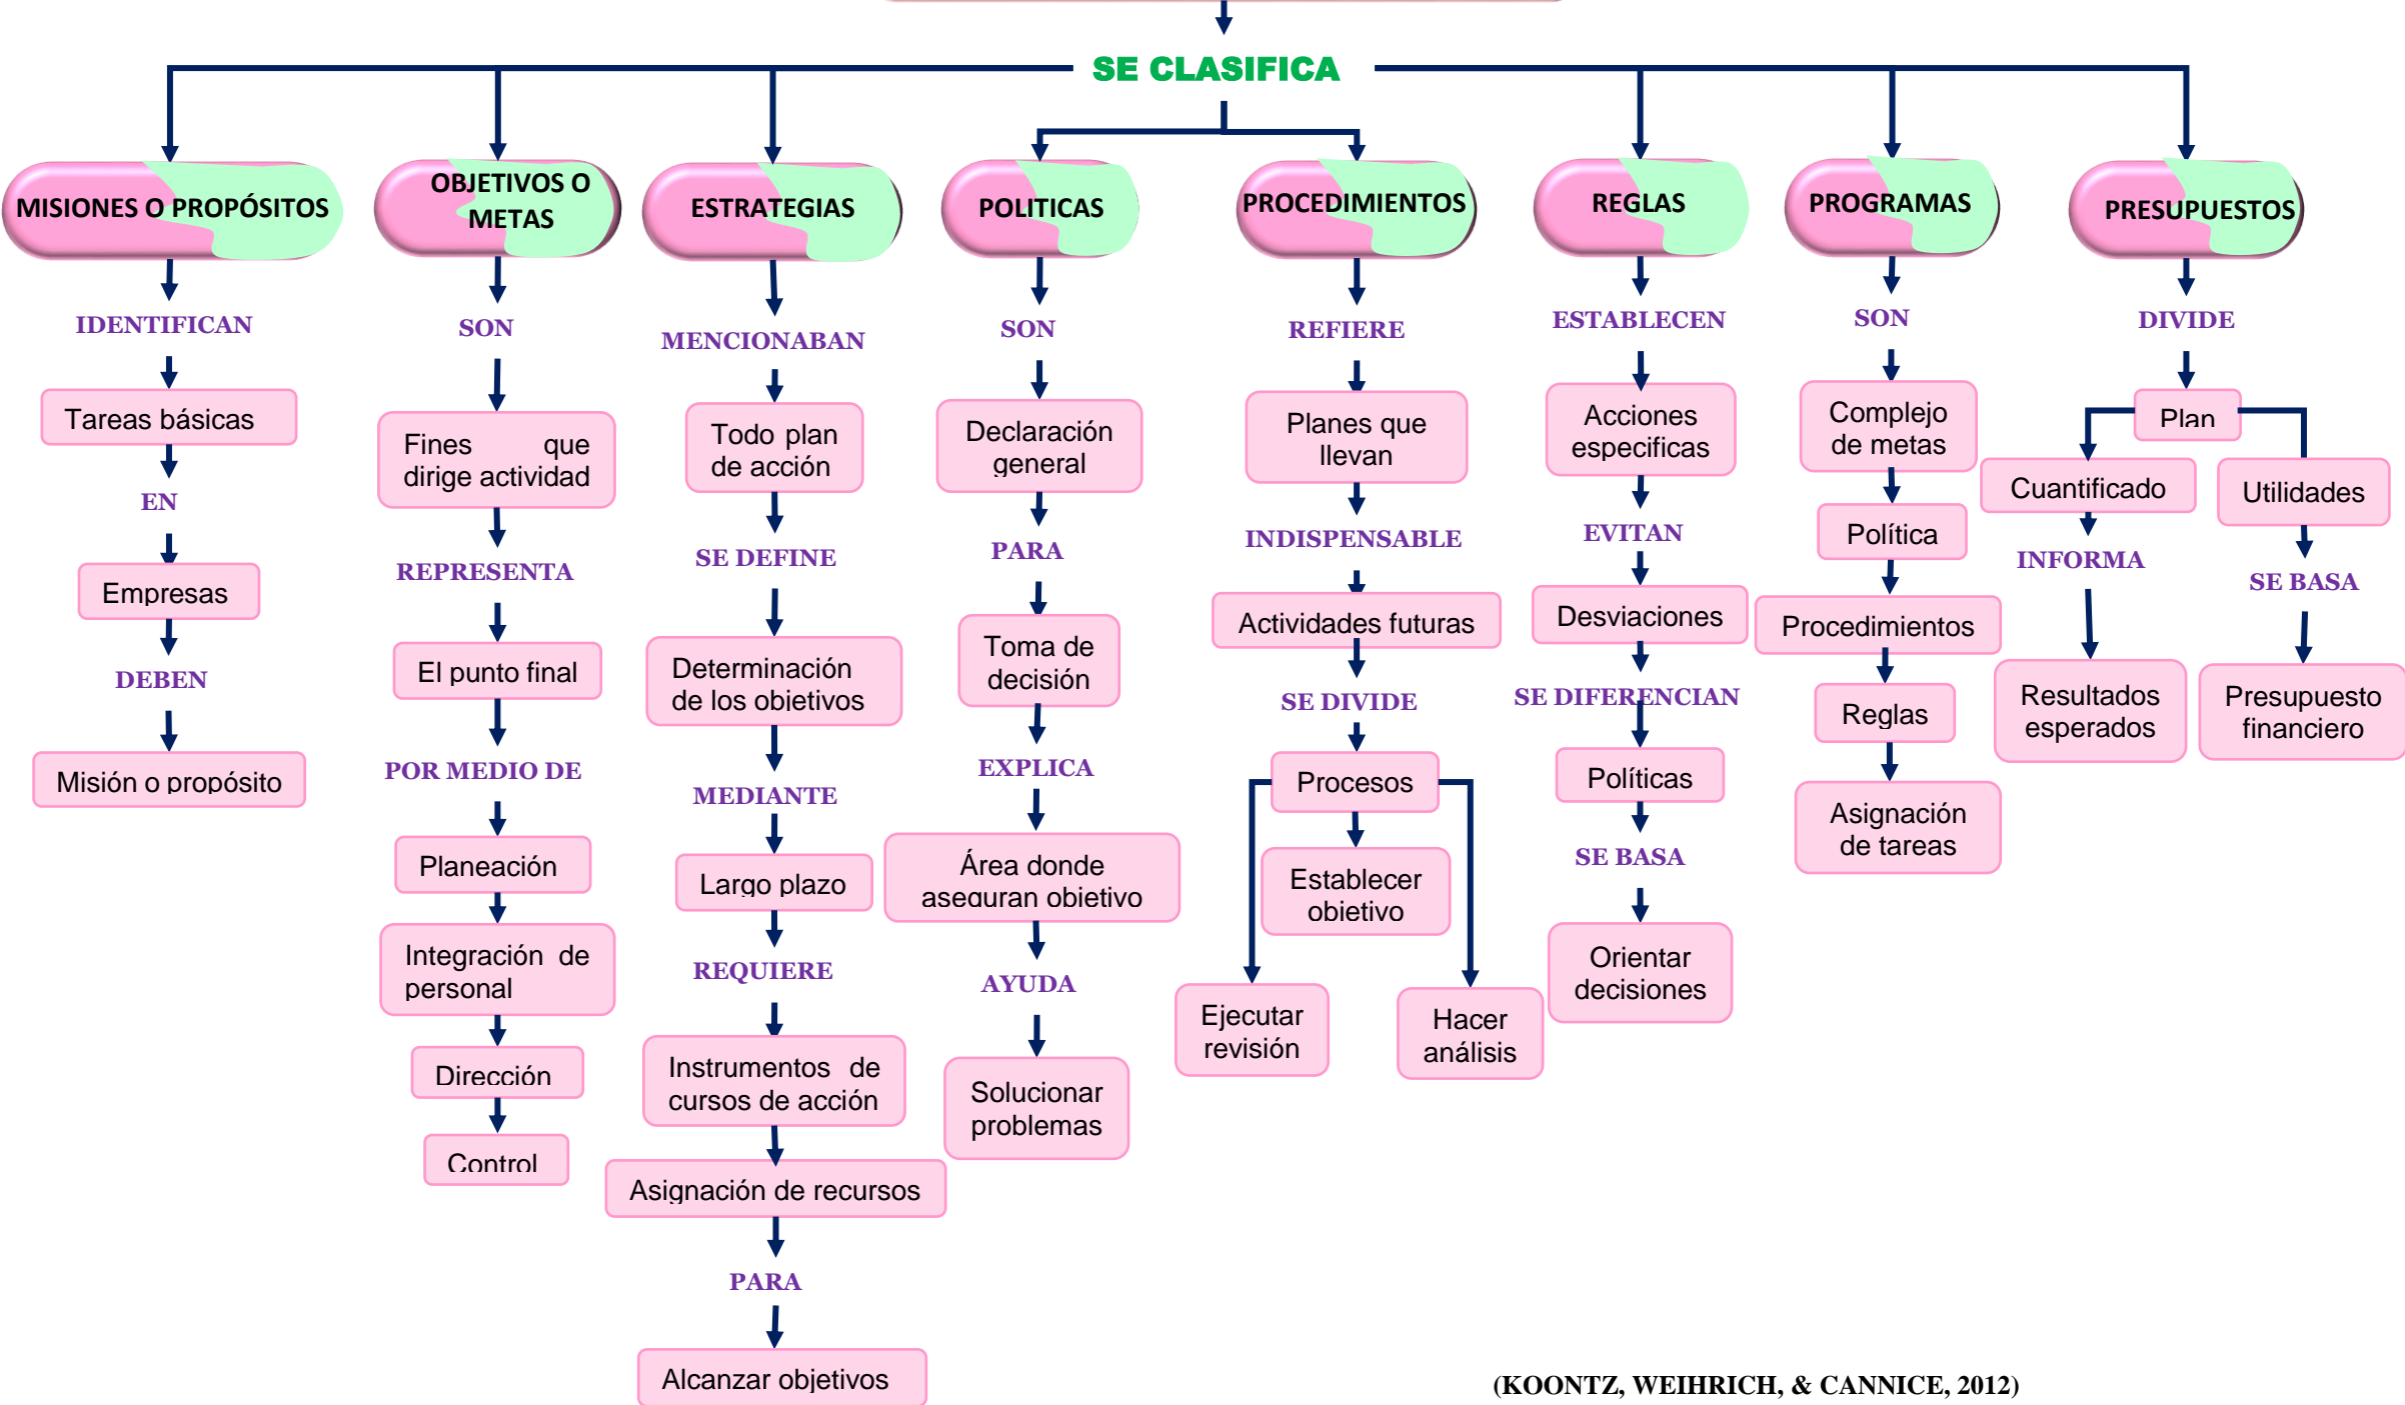 SE CLASIFICA
MISIONES O PROPÓSITOS
IDENTIFICAN
Tareas básicas
EN
Empresas
DEBEN
Misión o propósito
OBJETIVOS O
METAS
SON
Fines que
dirige actividad
REPRESENTA
El punto final
POR MEDIO DE
Planeación
Integración de
personal
Dirección
Control
ESTRATEGIAS
MENCIONABAN
Todo plan
de acción
SE DEFINE
Determinación
de los objetivos
MEDIANTE
Largo plazo
REQUIERE
Instrumentos de
cursos de acción
Asignación de recursos
PARA
Alcanzar objetivos
POLITICAS
SON
Declaración
general
PARA
Toma de
decisión
EXPLICA
Área donde
aseguran objetivo
AYUDA
Solucionar
problemas
PROCEDIMIENTOS
REFIERE
Planes que
llevan
INDISPENSABLE
Actividades futuras
SE DIVIDE
Procesos
Establecer
objetivo
Ejecutar
revisión
Hacer
análisis
REGLAS
ESTABLECEN
Acciones
especificas
EVITAN
Desviaciones
SE DIFERENCIAN
Políticas
SE BASA
Orientar
decisiones
PROGRAMAS
SON
Complejo
de metas
Política
Procedimientos
Reglas
Asignación
de tareas
PRESUPUESTOS
DIVIDE
Plan
Cuantificado
INFORMA
Resultados
esperados
Utilidades
SE BASA
Presupuesto
financiero
(KOONTZ, WEIHRICH, & CANNICE, 2012)